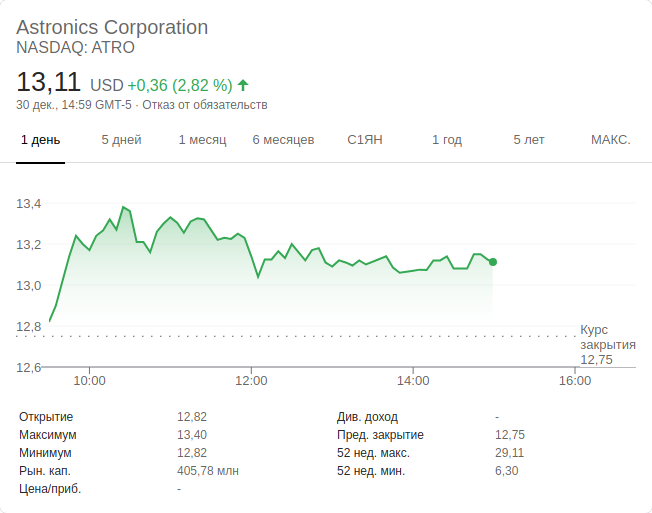 Astronics Corporation
NASDAQ: ATRO
13,11 USD +0,36 (2,82 %)
30 дек., 14:59 GMT-5 · Отказ от обязательств
1 день 5 дней 1 месяц 6 месяцев С1ЯН 1 год 5 лет МАКС.
13,4
13,2
13,0
12,8
Курс
закрытия
12,75
12,6
10:00 12:00 14:00 16:00
Открытие 12,82 Див. доход -
Максимум 13,40 Пред. закрытие 12,75
Минимум 12,82 52 нед. макс. 29,11
Рын. кап. 405,78 млн 52 нед. мин. 6,30
Цена/приб. -